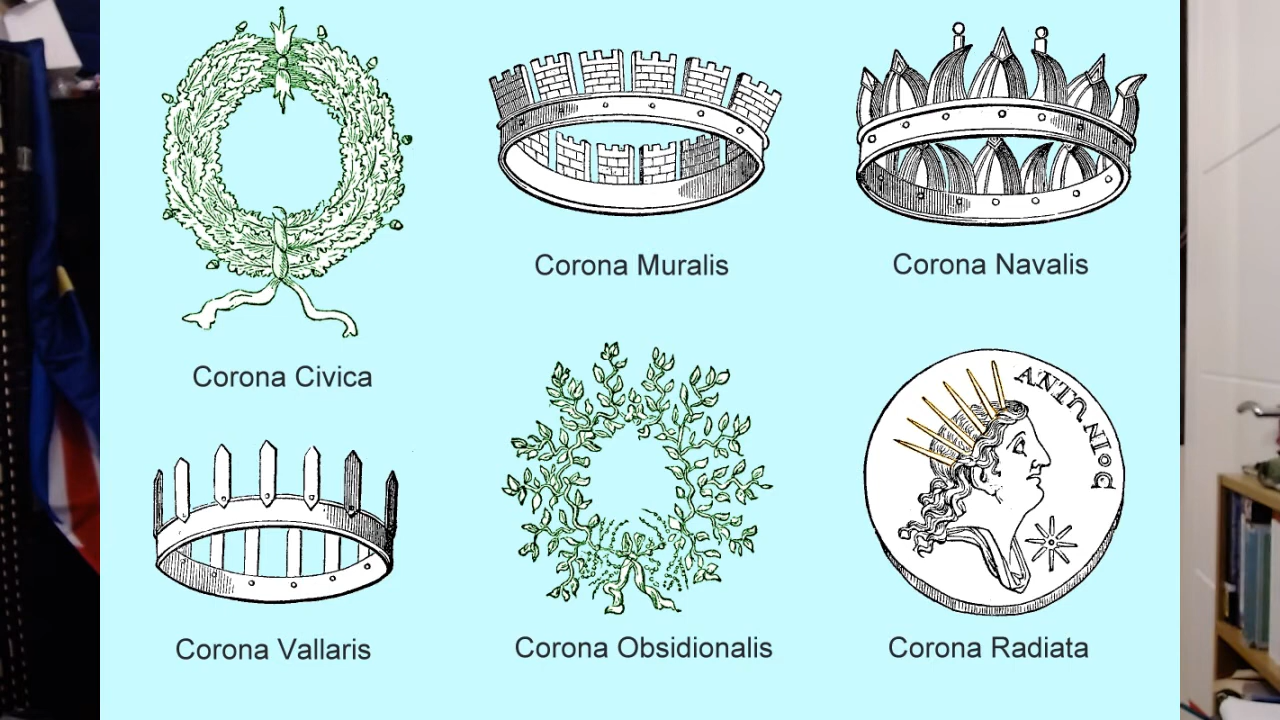 Corona Civica
Corona Muralis
Corona Navalis
Corona Vallaris
Corona Obsidionalis
Corona Radiata